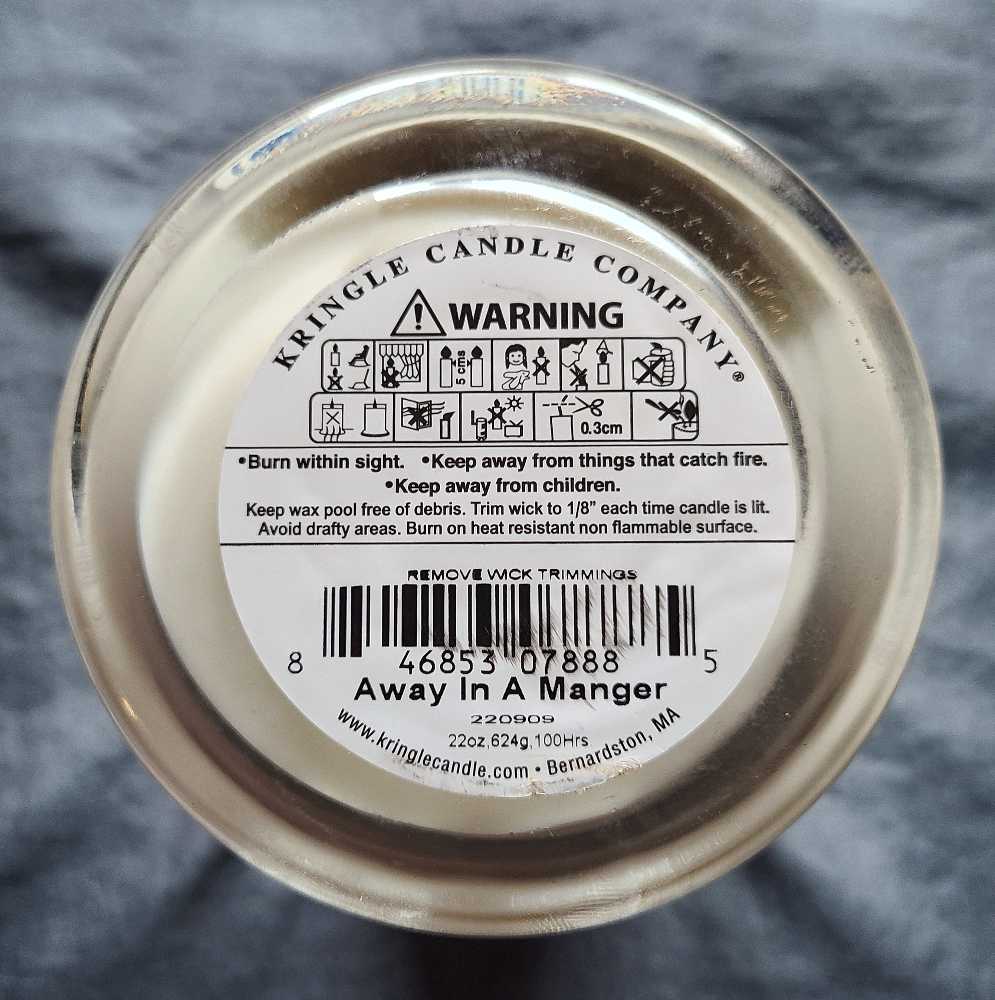 KRINGLE CANDLE COMPANY®
WARNING
5 cms
0.3cm
•Burn within sight. •Keep away from things that catch fire.
•Keep away from children.
Keep wax pool free of debris. Trim wick to 1/8" each time candle is lit.
Avoid drafty areas. Burn on heat resistant non flammable surface.
REMOVE WICK TRIMMINGS
8 46853 07888 5
Away In A Manger
220909
22oz,624g,100Hrs
www.kringlecandle.com • Bernardston, MA